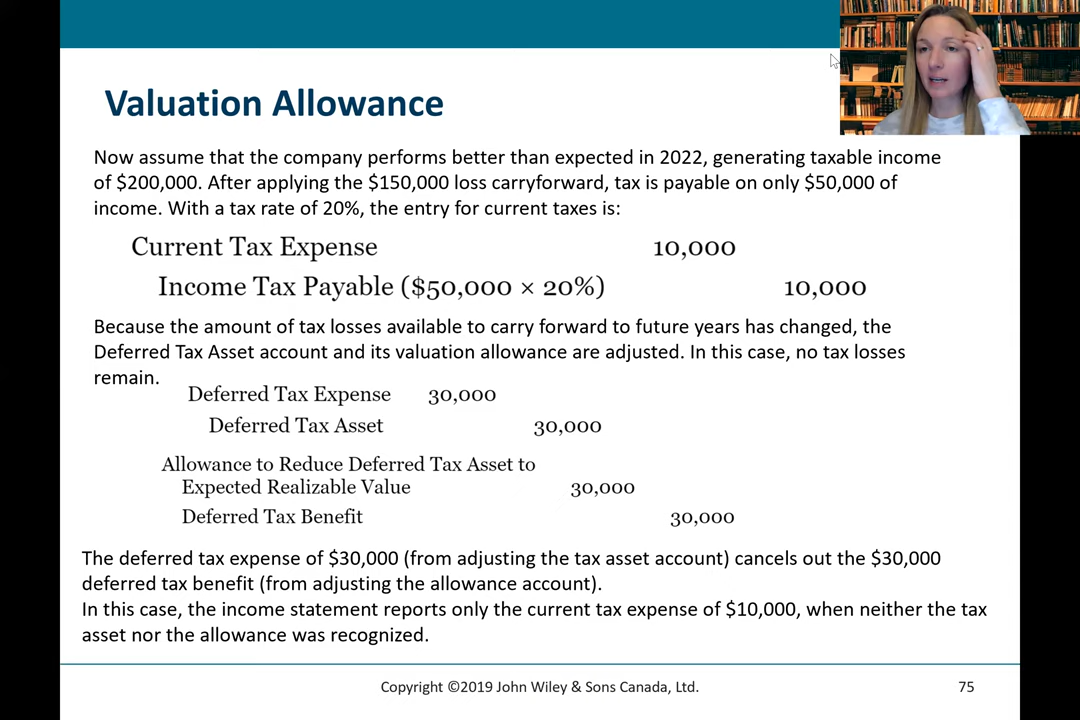 Valuation Allowance
Now assume that the company performs better than expected in 2022, generating taxable income
of $200,000. After applying the $150,000 loss carryforward, tax is payable on only $50,000 of
income. With a tax rate of 20%, the entry for current taxes is:
Current Tax Expense 10,000
Income Tax Payable ($50,000 × 20%) 10,000
Because the amount of tax losses available to carry forward to future years has changed, the
Deferred Tax Asset account and its valuation allowance are adjusted. In this case, no tax losses
remain.
Deferred Tax Expense 30,000
Deferred Tax Asset 30,000
Allowance to Reduce Deferred Tax Asset to
Expected Realizable Value 30,000
Deferred Tax Benefit 30,000
The deferred tax expense of $30,000 (from adjusting the tax asset account) cancels out the $30,000
deferred tax benefit (from adjusting the allowance account).
In this case, the income statement reports only the current tax expense of $10,000, when neither the tax
asset nor the allowance was recognized.
Copyright ©2019 John Wiley & Sons Canada, Ltd. 75